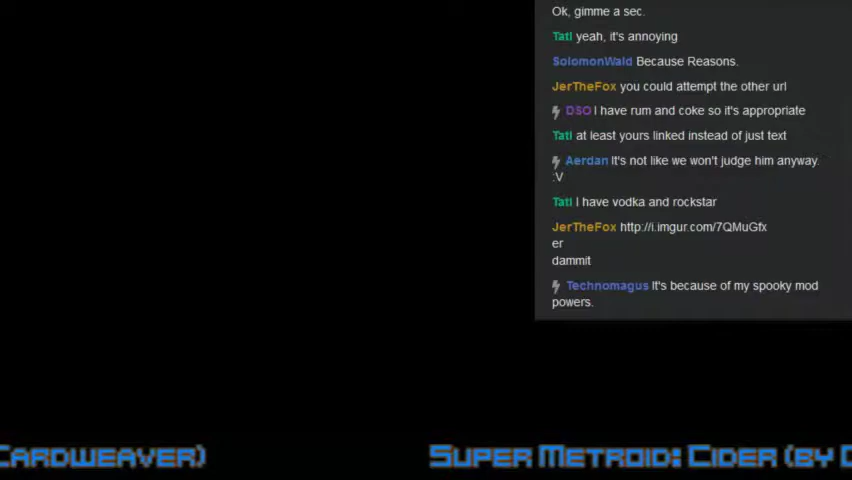 Ok, gimme a sec.
Tatl yeah, it's annoying
SolomonWald Because Reasons.
JerTheFox you could attempt the other url
DSO I have rum and coke so it's appropriate
Tatl at least yours linked instead of just text
Aerdan It's not like we won't judge him anyway.
:V
Tatl I have vodka and rockstar
JerTheFox http://i.imgur.com/7QMuGfx
er
dammit
Technomagus It's because of my spooky mod
powers.
Cardweaver) Super Metroid: Cider (by C